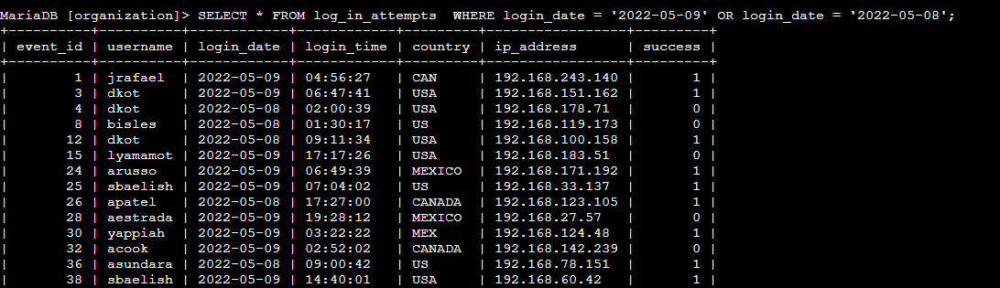 MariaDB [organization]> SELECT * FROM log_in_attempts  WHERE login_date = '2022-05-09' OR login_date = '2022-05-08';
+----------+----------+------------+------------+---------+-----------------+---------+
| event_id | username | login_date | login_time | country | ip_address      | success |
+----------+----------+------------+------------+---------+-----------------+---------+
|        1 | jrafael  | 2022-05-09 | 04:56:27   | CAN     | 192.168.243.140 |       1 |
|        3 | dkot     | 2022-05-09 | 06:47:41   | USA     | 192.168.151.162 |       1 |
|        4 | dkot     | 2022-05-08 | 02:00:39   | USA     | 192.168.178.71  |       0 |
|        8 | bisles   | 2022-05-08 | 01:30:17   | US      | 192.168.119.173 |       0 |
|       12 | dkot     | 2022-05-08 | 09:11:34   | USA     | 192.168.100.158 |       1 |
|       15 | lyamamot | 2022-05-09 | 17:17:26   | USA     | 192.168.183.51  |       0 |
|       24 | arusso   | 2022-05-09 | 06:49:39   | MEXICO  | 192.168.171.192 |       1 |
|       25 | sbaelish | 2022-05-09 | 07:04:02   | US      | 192.168.33.137  |       1 |
|       26 | apatel   | 2022-05-08 | 17:27:00   | CANADA  | 192.168.123.105 |       1 |
|       28 | aestrada | 2022-05-09 | 19:28:12   | MEXICO  | 192.168.27.57   |       0 |
|       30 | yappiah  | 2022-05-09 | 03:22:22   | MEX     | 192.168.124.48  |       1 |
|       32 | acook    | 2022-05-09 | 02:52:02   | CANADA  | 192.168.142.239 |       0 |
|       36 | asundara | 2022-05-08 | 09:00:42   | US      | 192.168.78.151  |       1 |
|       38 | sbaelish | 2022-05-09 | 14:40:01   | USA     | 192.168.60.42   |       1 |